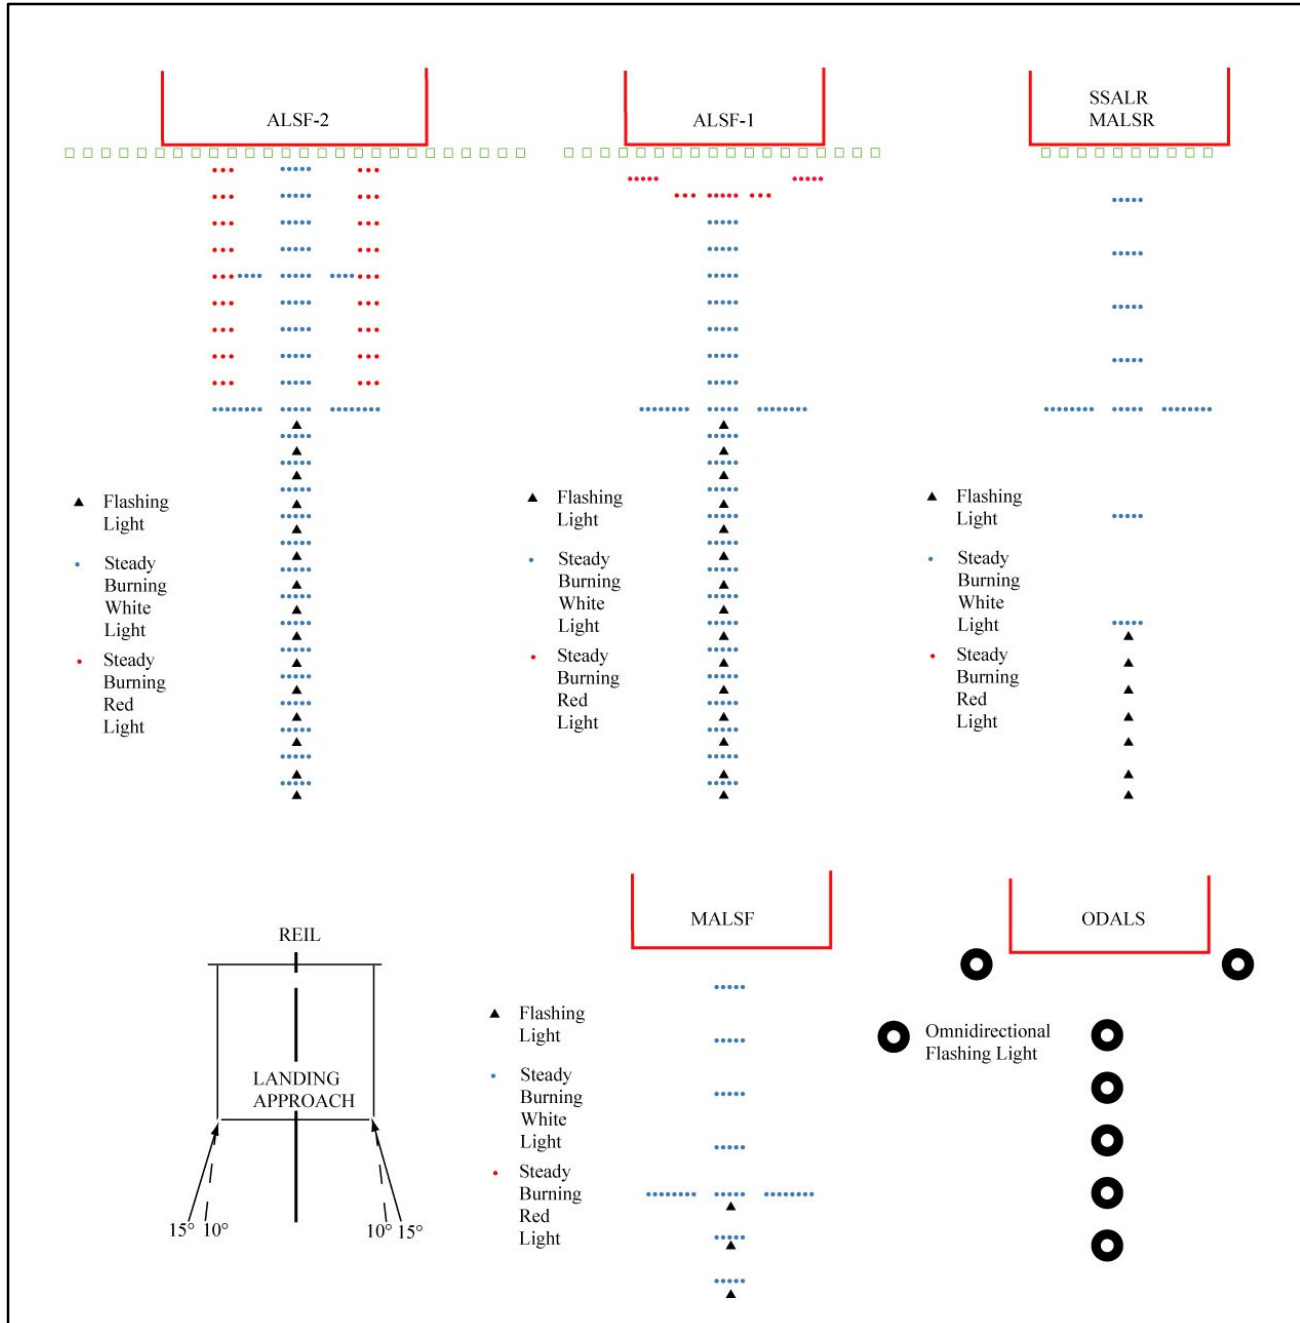 ALSF-2
Flashing
Light
Steady
Burning
White
Light
Steady
Burning
Red
Light
ALSF-1
Flashing
Light
Steady
Burning
White
Light
Steady
Burning
Red
Light
SSALR
MALSR
Flashing
Light
Steady
Burning
White
Light
Steady
Burning
Red
Light
REIL
LANDING
APPROACH
15° 10°
10° 15°
MALSF
Flashing
Light
Steady
Burning
White
Light
Steady
Burning
Red
Light
ODALS
Omnidirectional
Flashing Light